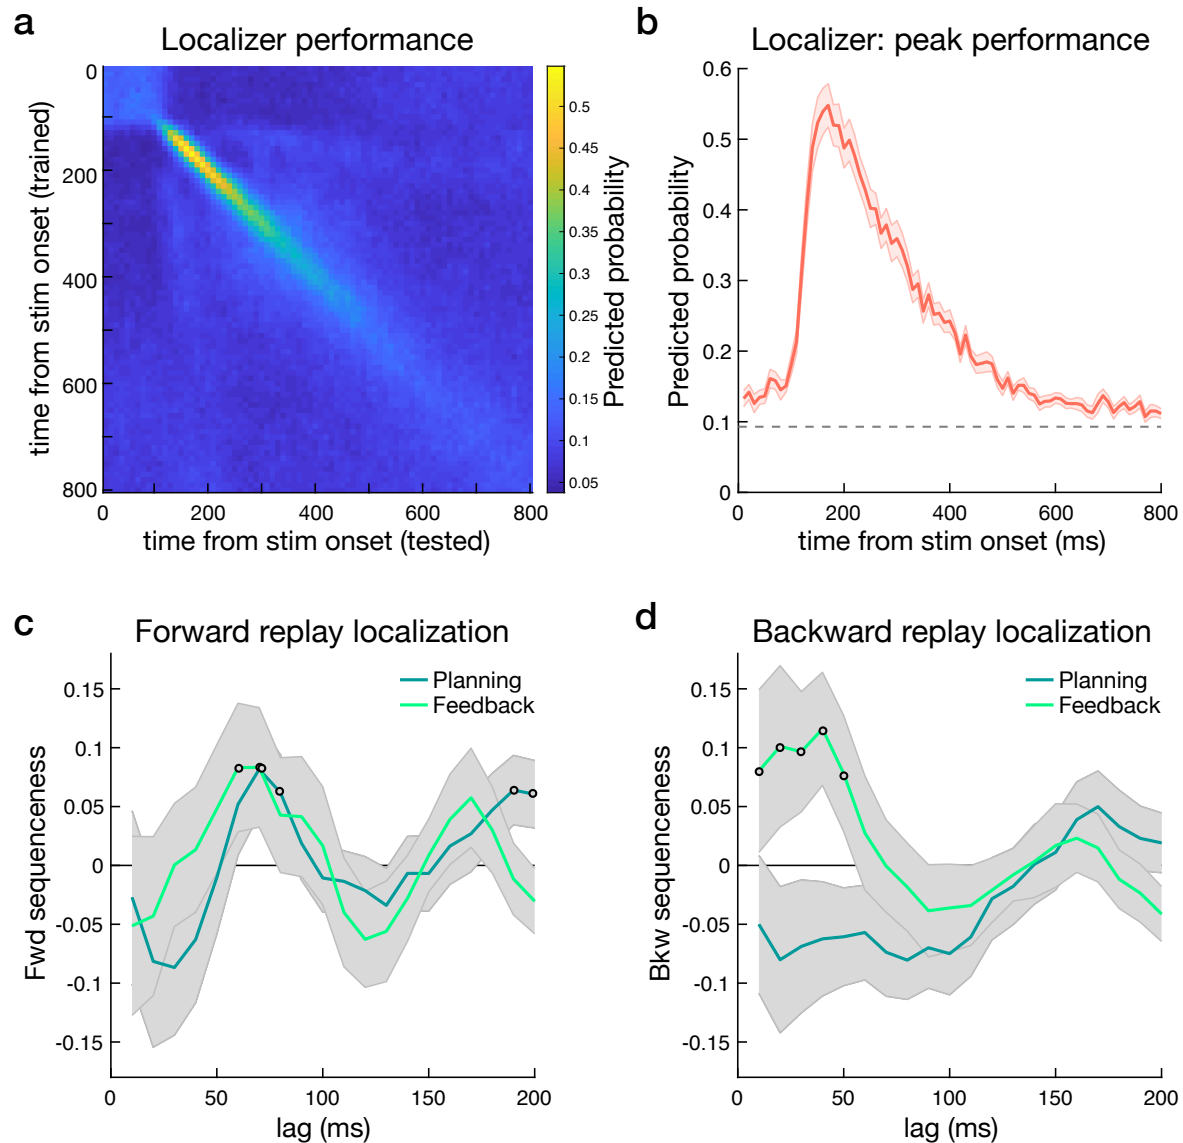 a
Localizer performance
0
200
400
600
800
0
200
400
600
800
time from stim onset (trained)
time from stim onset (tested)
0.5
0.45
0.4
0.35
0.3
0.25
0.2
0.15
0.1
0.05
Predicted probability
b
Localizer: peak performance
0.6
0.5
0.4
0.3
0.2
0.1
0
0
200
400
600
800
Predicted probability
time from stim onset (ms)
c
Forward replay localization
Planning
Feedback
0.15
0.1
0.05
0
-0.05
-0.1
-0.15
0
50
100
150
200
Fwd sequenceness
lag (ms)
d
Backward replay localization
Planning
Feedback
0.15
0.1
0.05
0
-0.05
-0.1
-0.15
0
50
100
150
200
Bkw sequenceness
lag (ms)